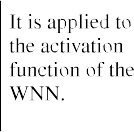 It is applied to
the activation
function of the
WNN.